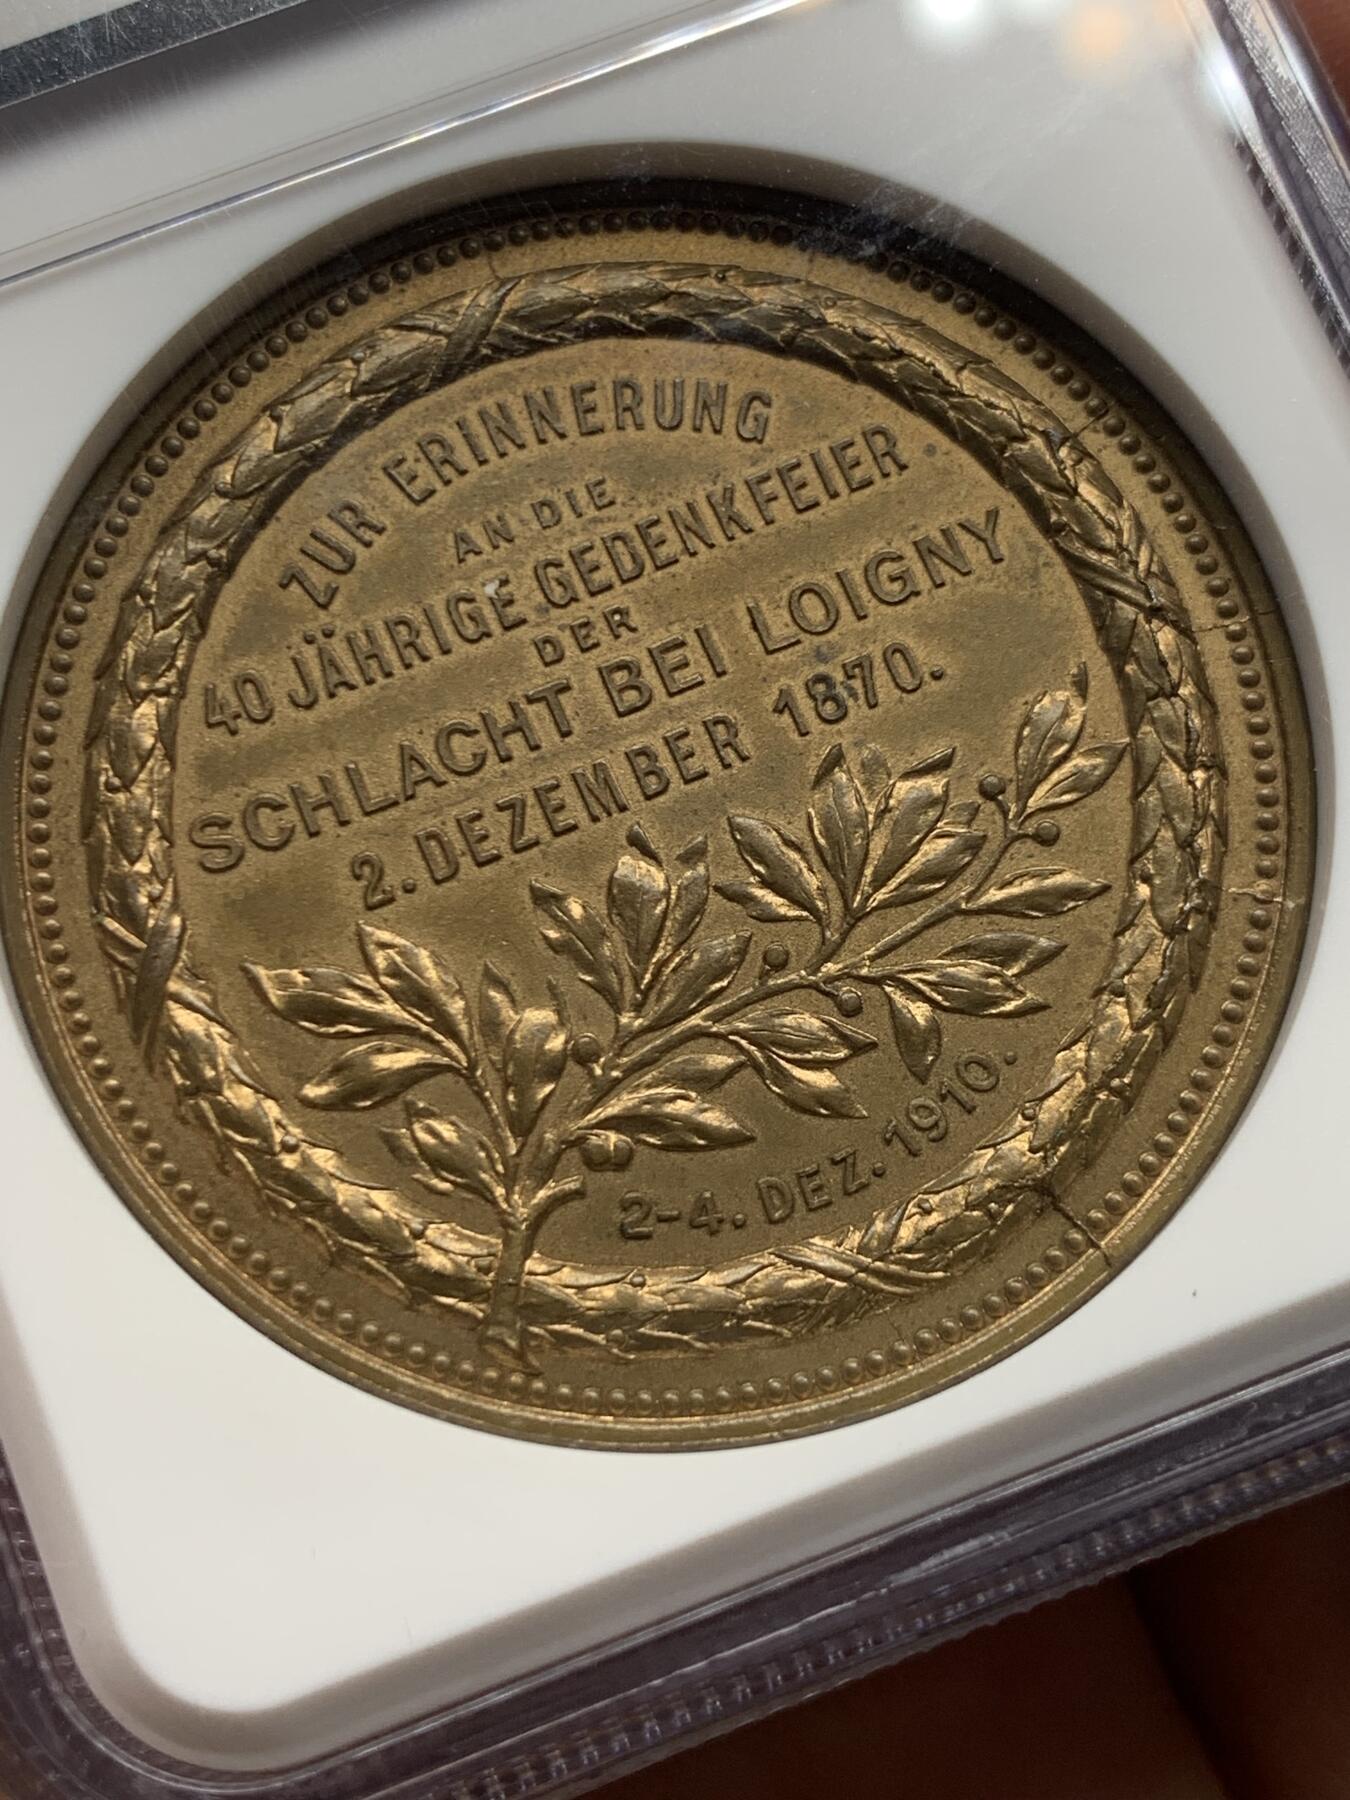 ZUR ERINNERUNG
AN DIE
40 JÄHRIGE GEDENKFEIER
DER
SCHLACHT BEI LOIGNY
2. DEZEMBER 1870.
2-4. DEZ. 1910.